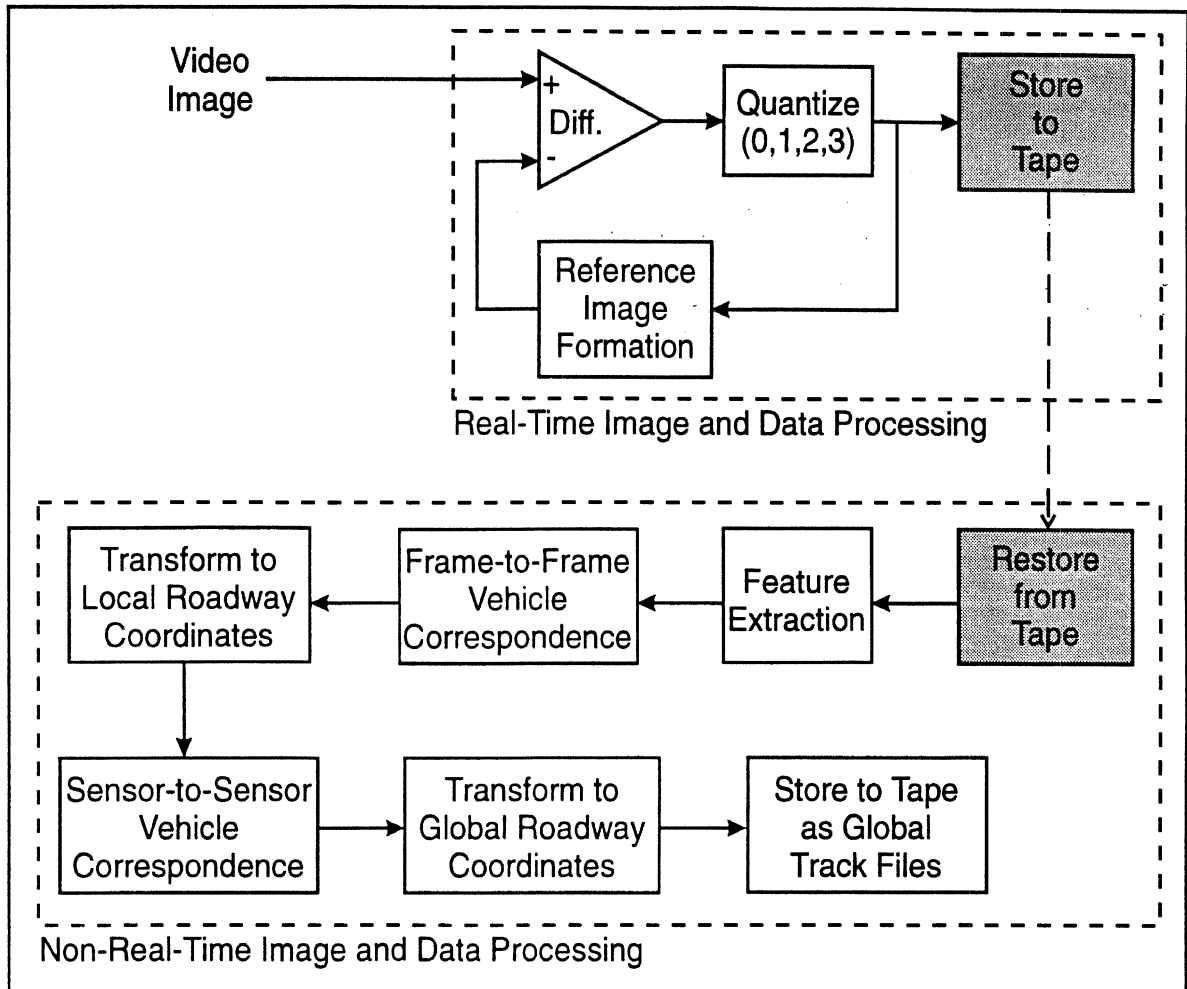 Video
Image
+
Diff.
-
Quantize
(0,1,2,3)
Store
to
Tape
Reference
Image
Formation
Real-Time Image and Data Processing
Restore
from
Tape
Feature
Extraction
Frame-to-Frame
Vehicle
Correspondence
Transform to
Local Roadway
Coordinates
Sensor-to-Sensor
Vehicle
Correspondence
Transform to
Global Roadway
Coordinates
Store to Tape
as Global
Track Files
Non-Real-Time Image and Data Processing